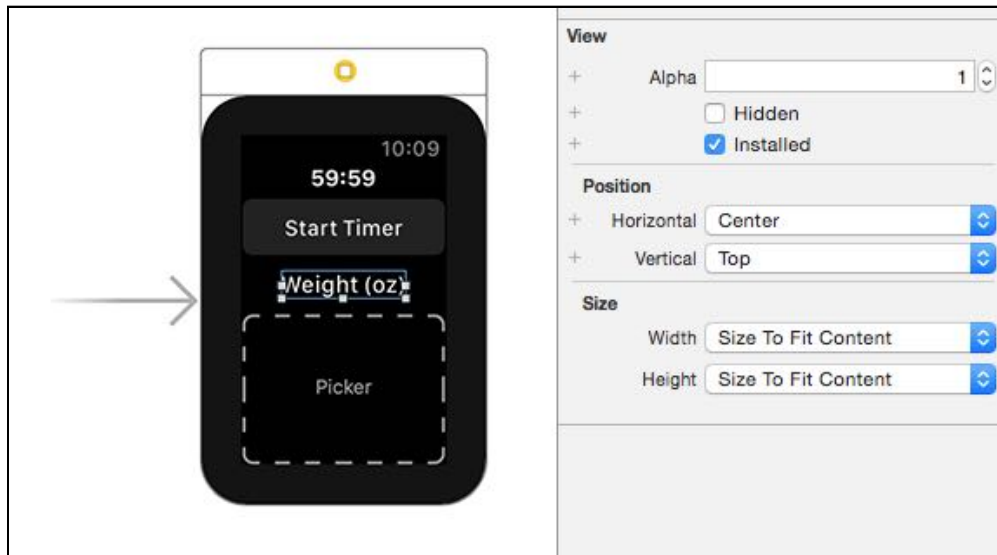 10:09
59:59
Start Timer
Weight (oz)
Picker
View
+ Alpha 1
+ Hidden
+ Installed
Position
+ Horizontal Center
+ Vertical Top
Size
Width Size To Fit Content
Height Size To Fit Content